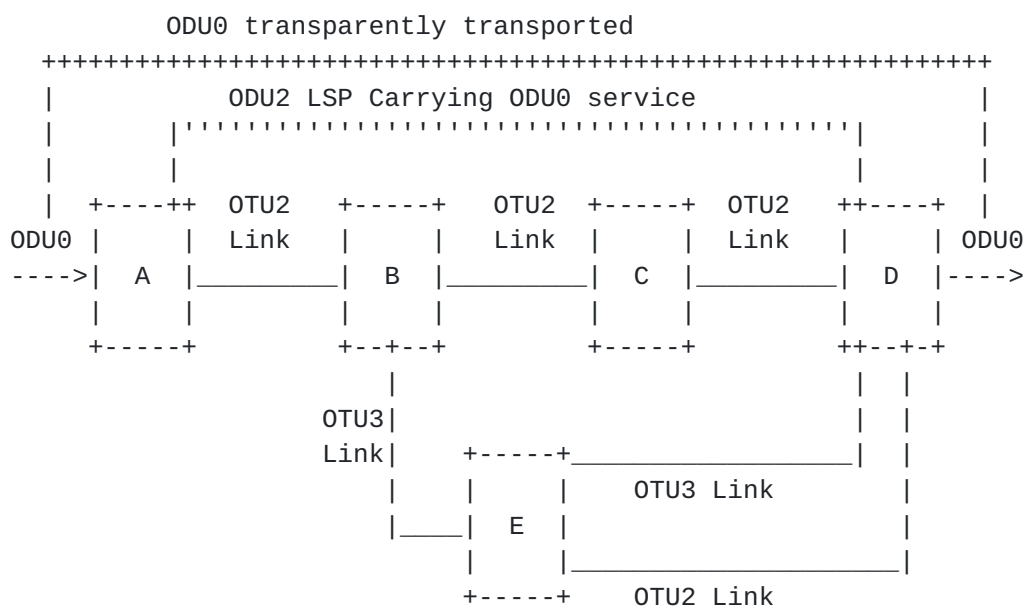 ODU0 transparently transported
ODU2 LSP Carrying ODU0 service
OTU2 OTU2 OTU2
ODU0 Link Link Link ODU0
A B C D
OTU3
Link
OTU3 Link
E
OTU2 Link